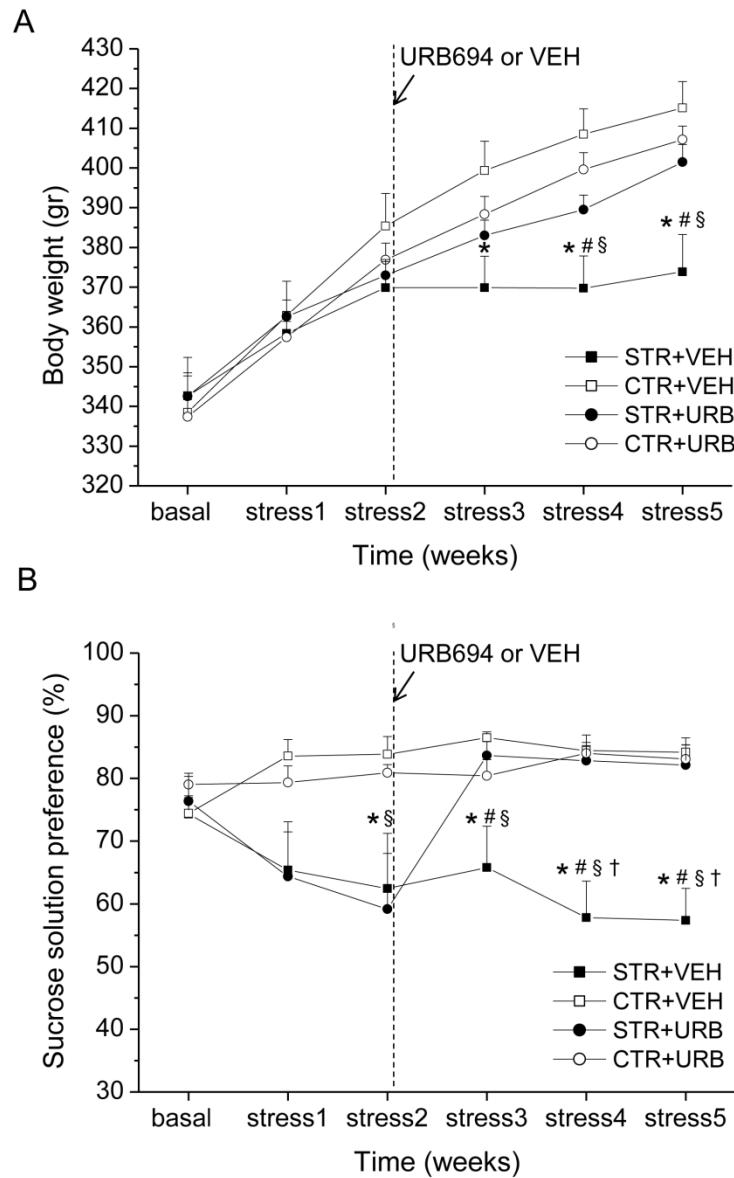 A
430
420
410
400
390
380
370
360
350
340
330
320
Body weight (gr)
URB694 or VEH
*
* # §
* # §
STR+VEH
CTR+VEH
STR+URB
CTR+URB
basal stress1 stress2 stress3 stress4 stress5
Time (weeks)
B
§
100
90
80
70
60
50
40
30
Sucrose solution preference (%)
URB694 or VEH
* §
* # §
* # § †
* # § †
STR+VEH
CTR+VEH
STR+URB
CTR+URB
basal stress1 stress2 stress3 stress4 stress5
Time (weeks)